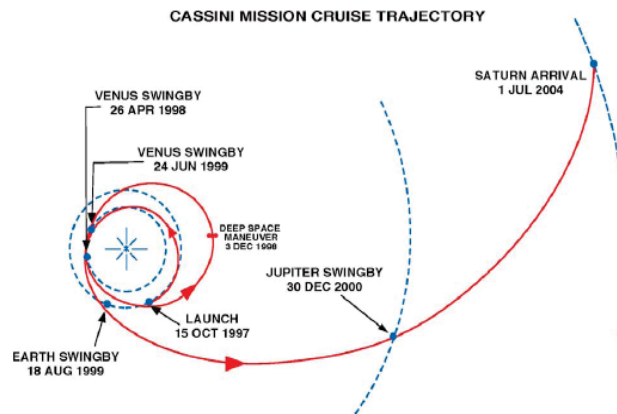 CASSINI MISSION CRUISE TRAJECTORY
SATURN ARRIVAL
1 JUL 2004
VENUS SWINGBY
26 APR 1998
VENUS SWINGBY
24 JUN 1999
DEEP SPACE
MANEUVER
3 DEC 1998
JUPITER SWINGBY
30 DEC 2000
LAUNCH
15 OCT 1997
EARTH SWINGBY
18 AUG 1999